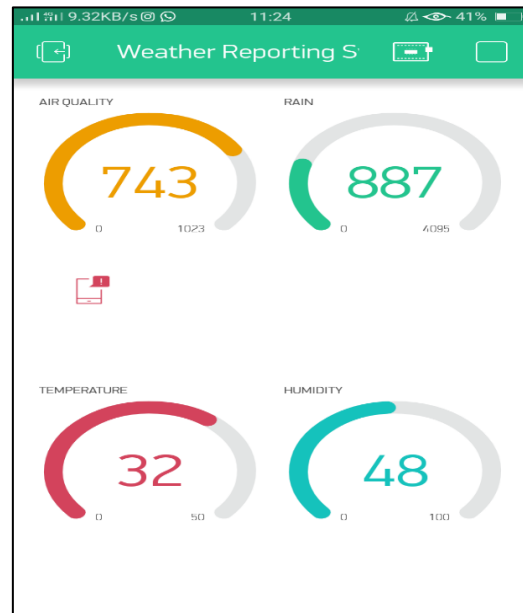 9.32KB/s 11:24 41%
Weather Reporting S
AIR QUALITY
743
0 1023
RAIN
887
0 4095
TEMPERATURE
32
0 50
HUMIDITY
48
0 100